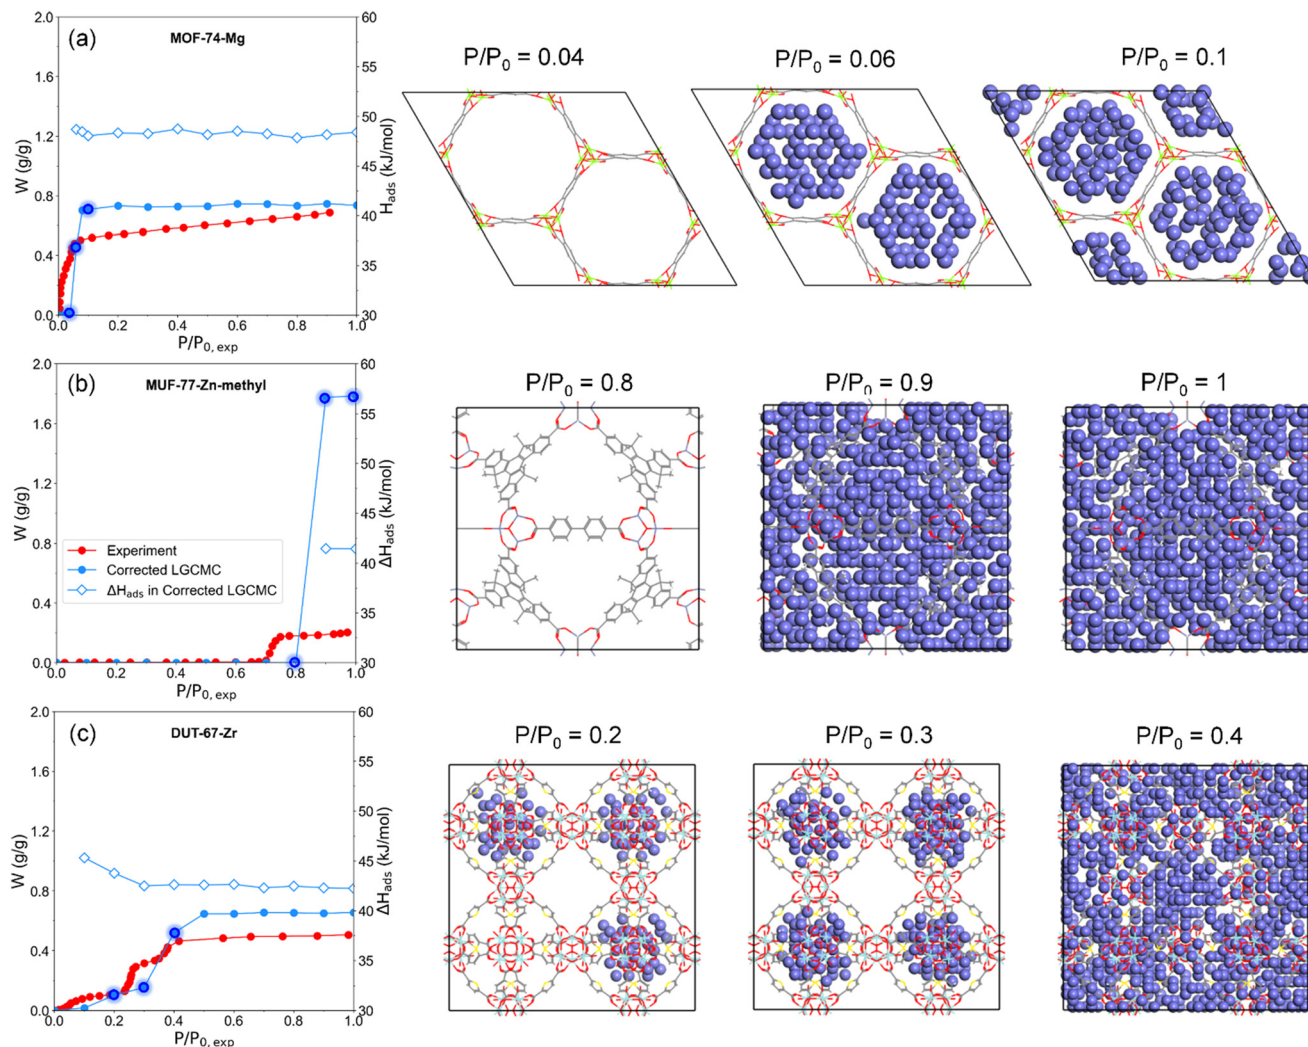 (a)
MOF-74-Mg
W (g/g)
2.0
1.6
1.2
0.8
0.4
0.0
0.0 0.2 0.4 0.6 0.8 1.0
P/P0, exp
60
55
50
45
40
35
30
Hads (kJ/mol)
P/P0 = 0.04
P/P0 = 0.06
P/P0 = 0.1
(b)
MUF-77-Zn-methyl
W (g/g)
2.0
1.6
1.2
0.8
0.4
0.0
Experiment
Corrected LGCMC
ΔHads in Corrected LGCMC
0.0 0.2 0.4 0.6 0.8 1.0
P/P0, exp
60
55
50
45
40
35
30
ΔHads (kJ/mol)
P/P0 = 0.8
P/P0 = 0.9
P/P0 = 1
(c)
DUT-67-Zr
W (g/g)
2.0
1.6
1.2
0.8
0.4
0.0
0.0 0.2 0.4 0.6 0.8 1.0
P/P0, exp
60
55
50
45
40
35
30
ΔHads (kJ/mol)
P/P0 = 0.2
P/P0 = 0.3
P/P0 = 0.4